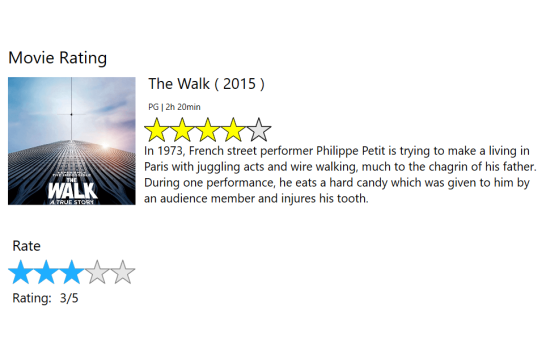 Movie Rating
The Walk ( 2015 )
PG | 2h 20min
In 1973, French street performer Philippe Petit is trying to make a living in
Paris with juggling acts and wire walking, much to the chagrin of his father.
During one performance, he eats a hard candy which was given to him by
an audience member and injures his tooth.
THE
WALK
A TRUE STORY
Rate
Rating: 3/5